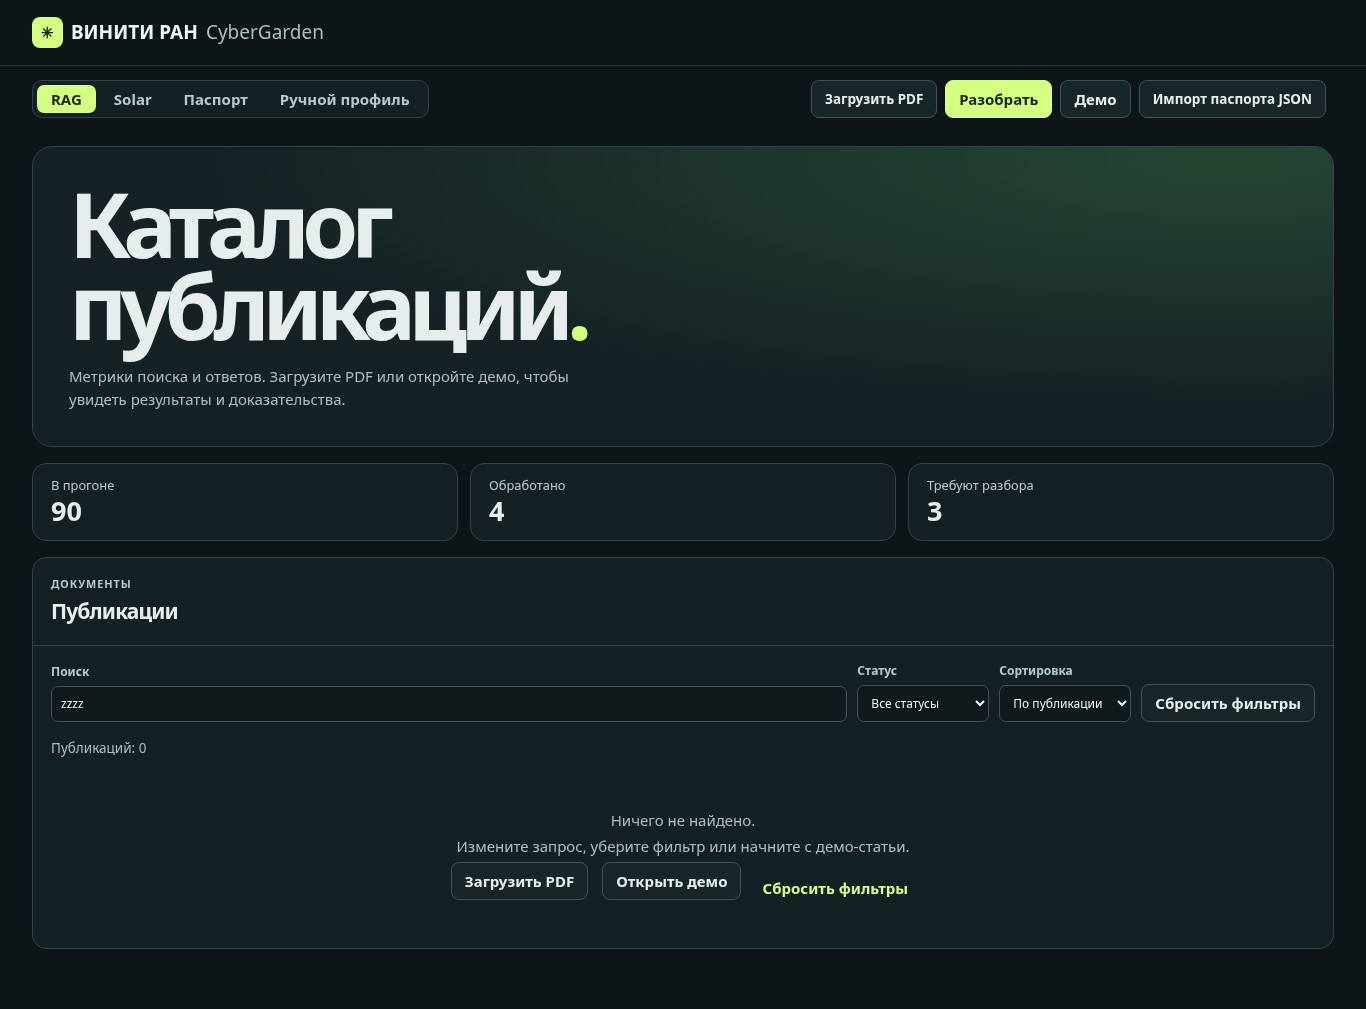 ВИНИТИ РАН CyberGarden
RAG Solar Паспорт Ручной профиль Загрузить PDF Разобрать Демо Импорт паспорта JSON
Каталог
публикаций.
Метрики поиска и ответов. Загрузите PDF или откройте демо, чтобы
увидеть результаты и доказательства.
В прогоне Обработано Требуют разбора
90 4 3
ДОКУМЕНТЫ
Публикации
Поиск Статус Сортировка
zzzz Все статусы По публикации Сбросить фильтры
Публикаций: 0
Ничего не найдено.
Измените запрос, уберите фильтр или начните с демо-статьи.
Загрузить PDF Открыть демо Сбросить фильтры